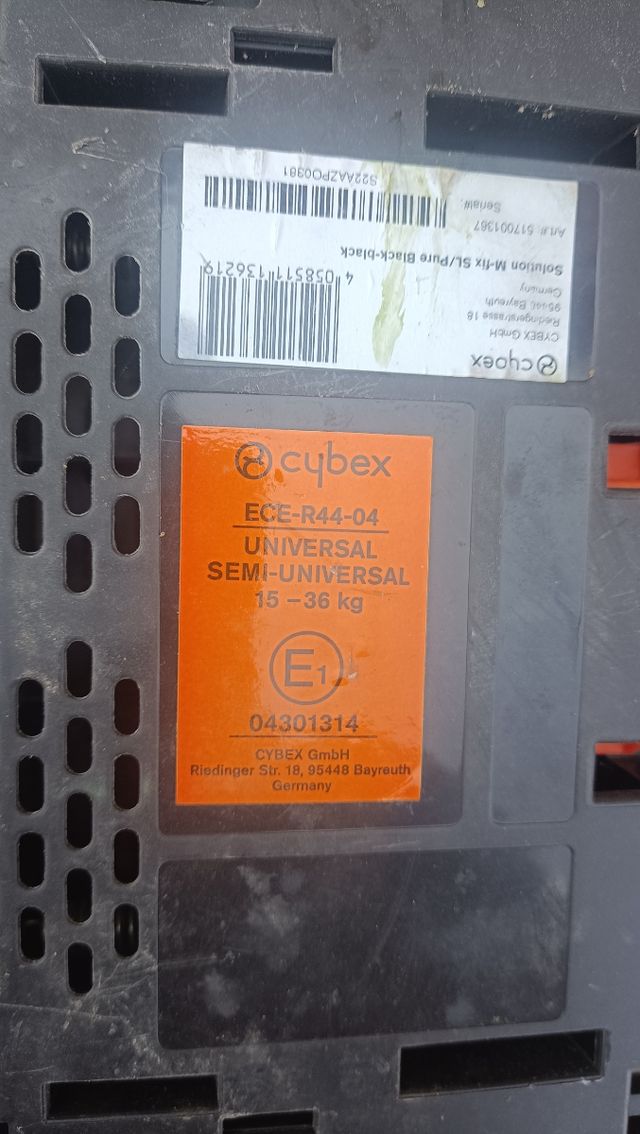 cybex
CYBEX GmbH
Riedingerstrasse 18
95448 Bayreuth
Germany
Solution M-fix SL/Pure Black-black
4 058511 136219
Art.#: 517001367
Serial#.
S22AAZPO0381
cybex
ECE-R44-04
UNIVERSAL
SEMI-UNIVERSAL
15 – 36 kg
E1
04301314
CYBEX GmbH
Riedinger Str. 18, 95448 Bayreuth
Germany